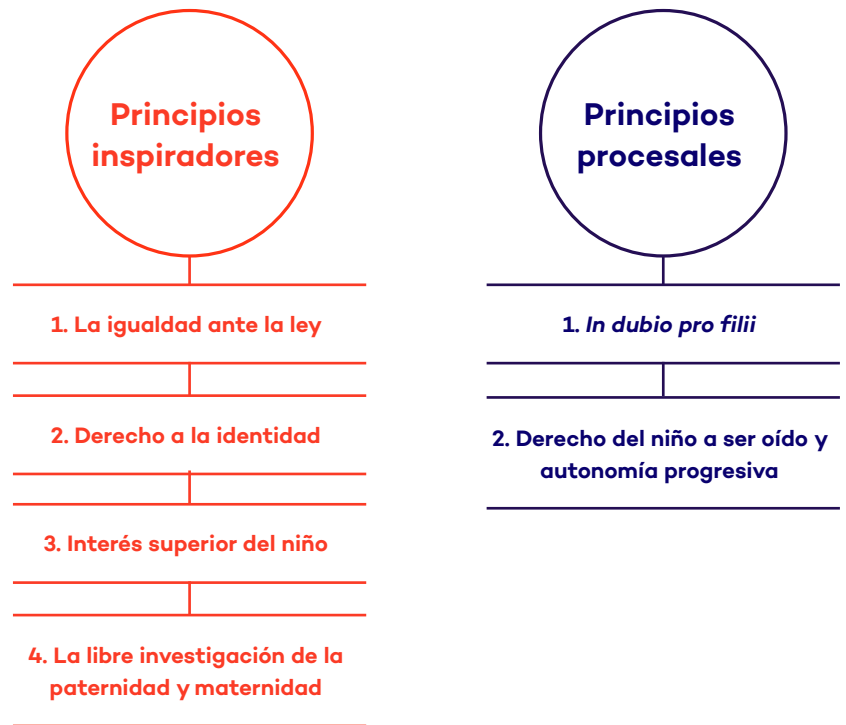 Principios
inspiradores
1. La igualdad ante la ley
2. Derecho a la identidad
3. Interés superior del niño
4. La libre investigación de la
paternidad y maternidad
Principios
procesales
1. In dubio pro filii
2. Derecho del niño a ser oído y
autonomía progresiva